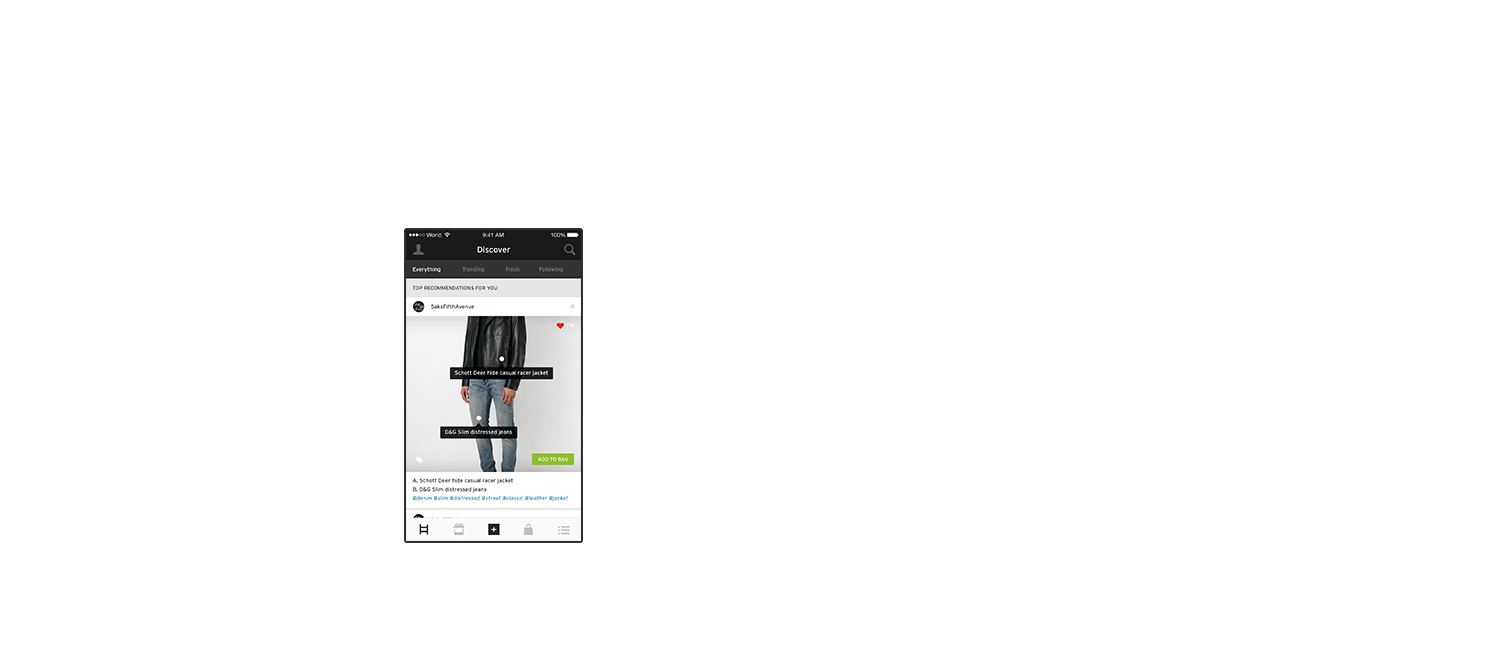 World 9:41 AM 100%
Discover
Everything Trending Fresh Following
TOP RECOMMENDATIONS FOR YOU
SaksFifthAvenue
Schott Deer hide casual racer jacket
D&G Slim distressed jeans
ADD TO BAG
A. Schott Deer hide casual racer jacket
B. D&G Slim distressed jeans
#denim #slim #distressed #street #classic #leather #jacket